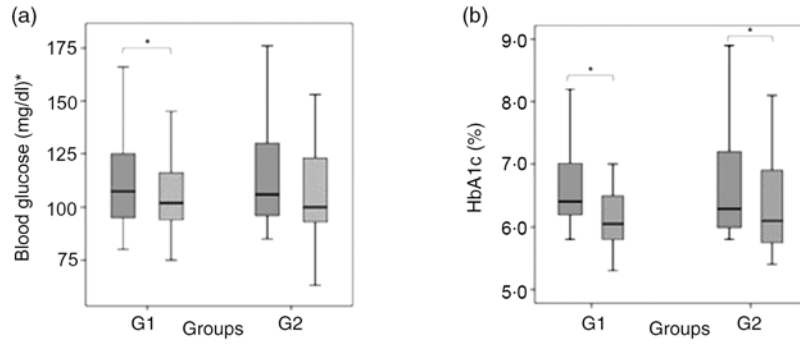 (a)
Blood glucose (mg/dl)*
175
150
125
100
75
*
G1
Groups
G2
(b)
HbA1c (%)
9·0
8·0
7·0
6·0
5·0
*
*
G1
Groups
G2